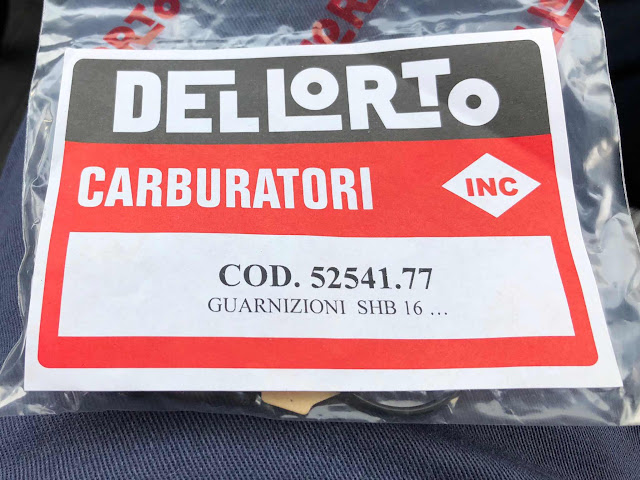 DELLORTO
CARBURATORI
INC
COD. 52541.77
GUARNIZIONI SHB 16 ...